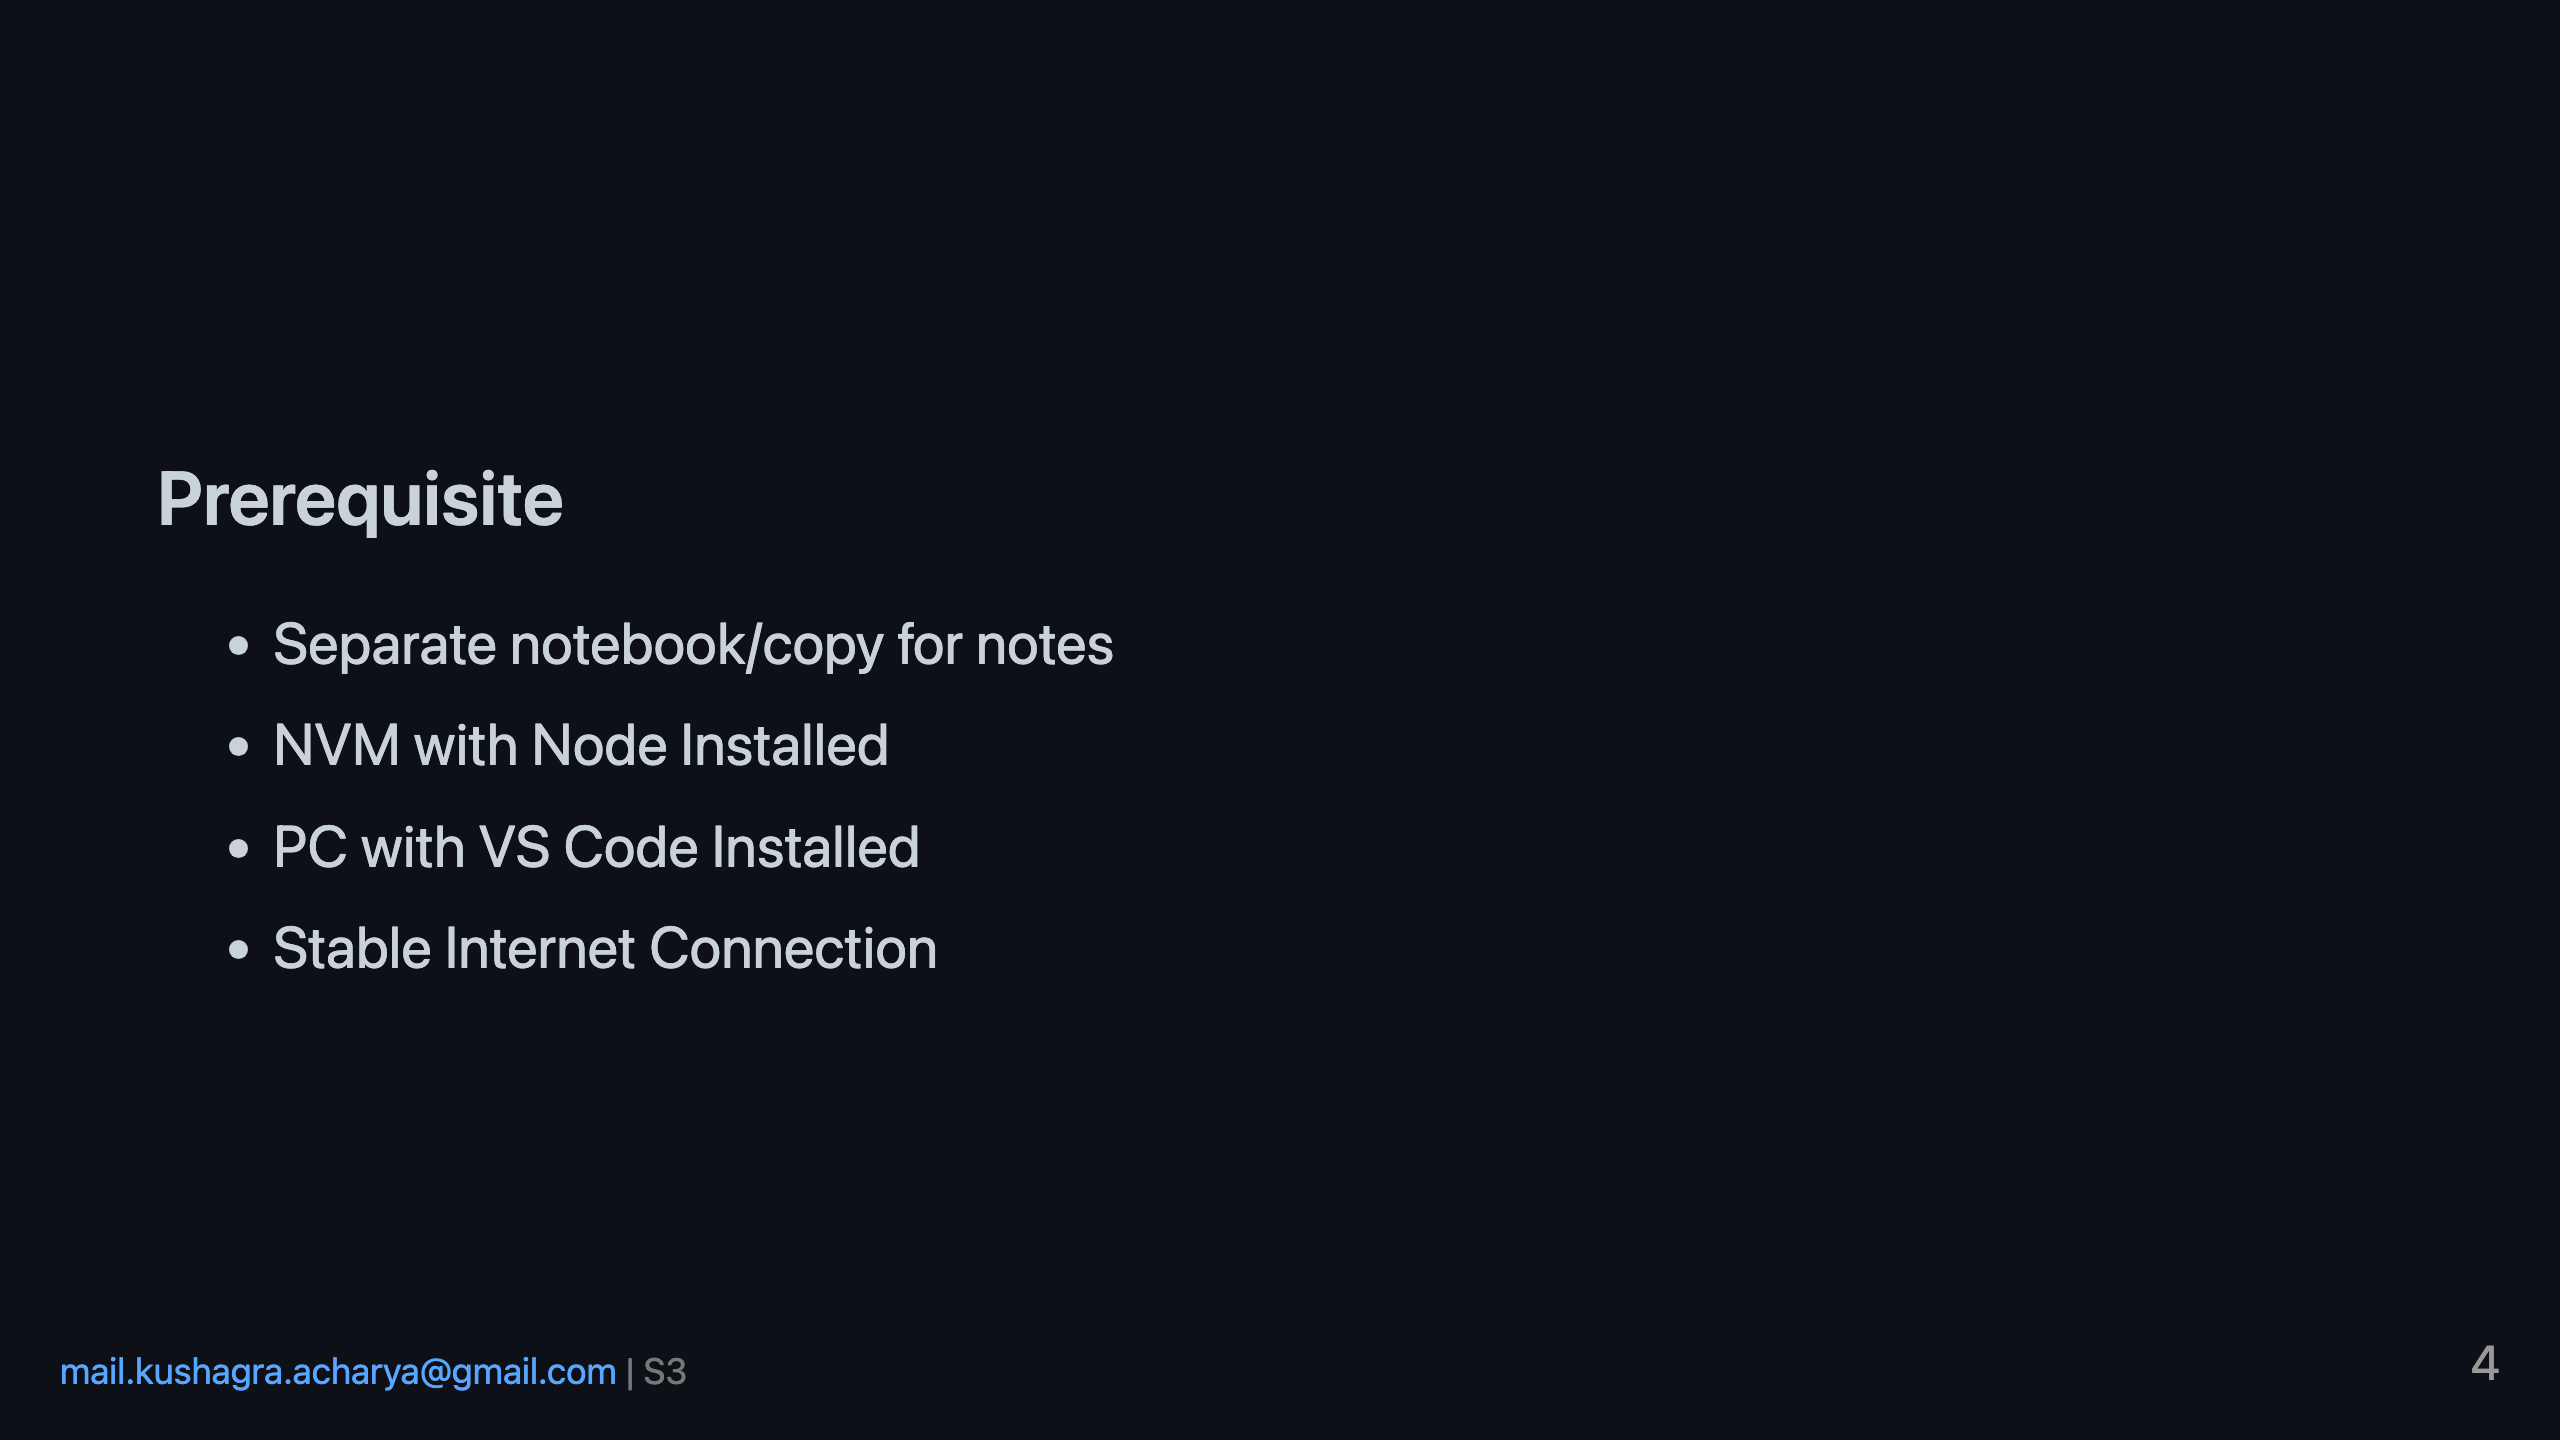 Prerequisite
• Separate notebook/copy for notes
• NVM with Node Installed
• PC with VS Code Installed
• Stable Internet Connection
mail.kushagra.acharya@gmail.com | S3
4